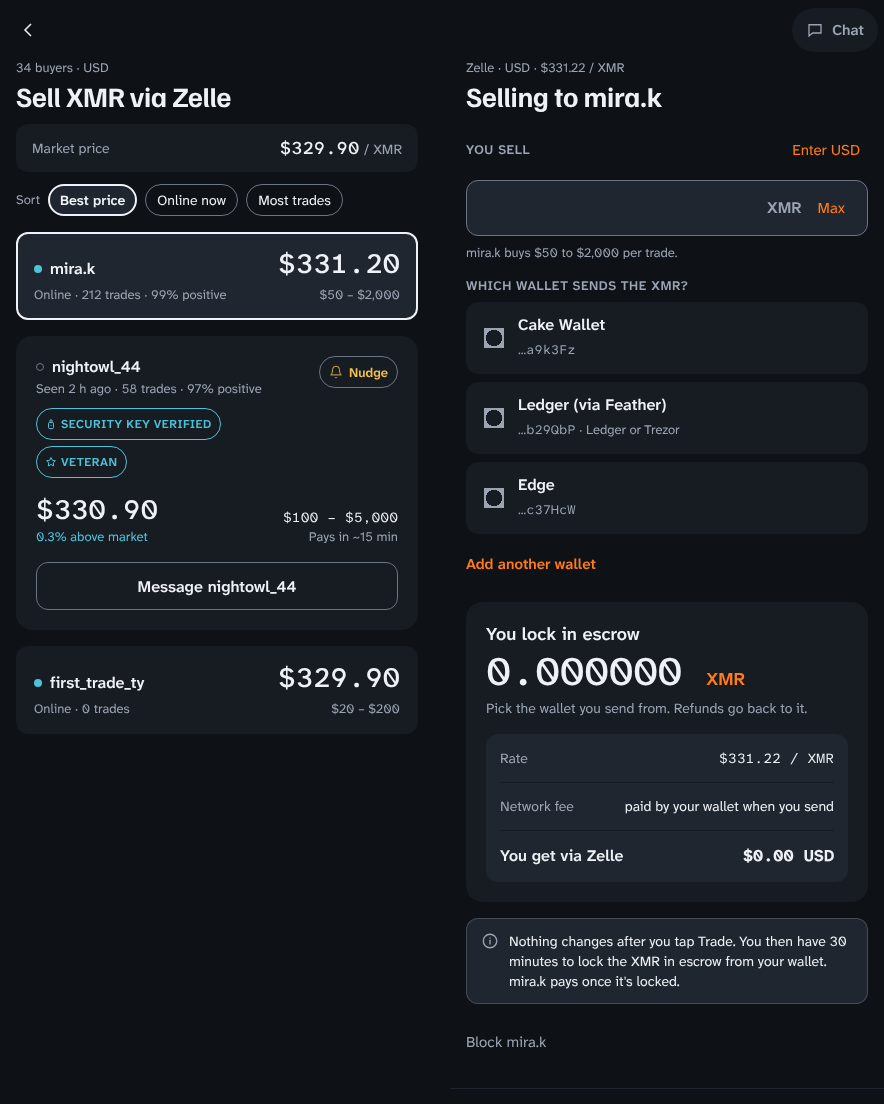 Chat
34 buyers · USD
Sell XMR via Zelle
Market price
$329.90 / XMR
Sort
Best price
Online now
Most trades
mira.k
$331.20
Online · 212 trades · 99% positive
$50 – $2,000
nightowl_44
Nudge
Seen 2 h ago · 58 trades · 97% positive
SECURITY KEY VERIFIED
VETERAN
$330.90
$100 – $5,000
0.3% above market
Pays in ~15 min
Message nightowl_44
first_trade_ty
$329.90
Online · 0 trades
$20 – $200
Zelle · USD · $331.22 / XMR
Selling to mira.k
YOU SELL
Enter USD
XMR
Max
mira.k buys $50 to $2,000 per trade.
WHICH WALLET SENDS THE XMR?
Cake Wallet
…a9k3Fz
Ledger (via Feather)
…b29QbP · Ledger or Trezor
Edge
…c37HcW
Add another wallet
You lock in escrow
0.000000 XMR
Pick the wallet you send from. Refunds go back to it.
Rate
$331.22 / XMR
Network fee
paid by your wallet when you send
You get via Zelle
$0.00 USD
Nothing changes after you tap Trade. You then have 30
minutes to lock the XMR in escrow from your wallet.
mira.k pays once it's locked.
Block mira.k